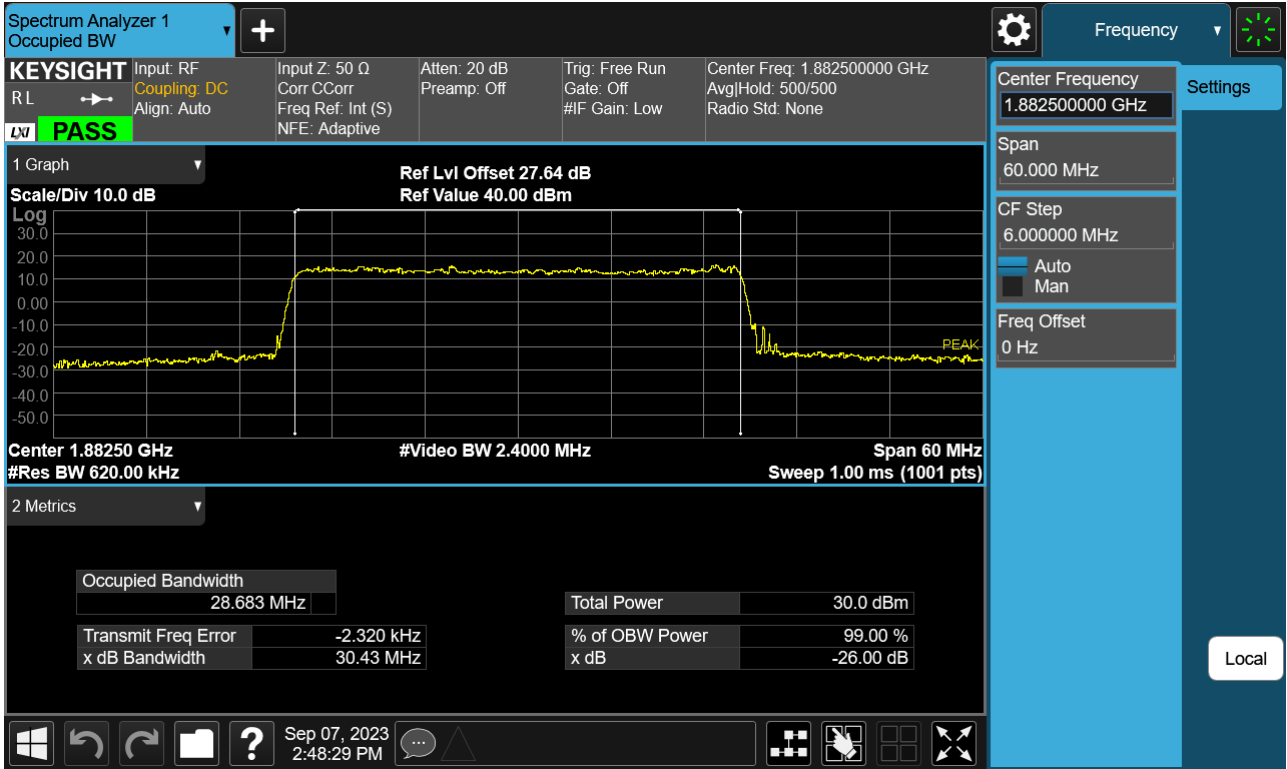 Spectrum Analyzer 1
Occupied BW
▼
+
Frequency
▼
KEYSIGHT
R L
LXI
PASS
Input: RF
Coupling: DC
Align: Auto
Input Z: 50 Ω
Corr CCorr
Freq Ref: Int (S)
NFE: Adaptive
Atten: 20 dB
Preamp: Off
Trig: Free Run
Gate: Off
#IF Gain: Low
Center Freq: 1.882500000 GHz
Avg|Hold: 500/500
Radio Std: None
Center Frequency
1.882500000 GHz
Settings
Span
60.000 MHz
CF Step
6.000000 MHz
Auto
Man
Freq Offset
0 Hz
1 Graph ▼
Scale/Div 10.0 dB
Ref Lvl Offset 27.64 dB
Ref Value 40.00 dBm
Log
30.0
20.0
10.0
0.00
-10.0
-20.0
-30.0
-40.0
-50.0
PEAK
Center 1.88250 GHz
#Video BW 2.4000 MHz
Span 60 MHz
#Res BW 620.00 kHz
Sweep 1.00 ms (1001 pts)
2 Metrics ▼
Occupied Bandwidth
28.683 MHz
Total Power 30.0 dBm
Transmit Freq Error -2.320 kHz
% of OBW Power 99.00 %
x dB Bandwidth 30.43 MHz
x dB -26.00 dB
Local
?
Sep 07, 2023
2:48:29 PM